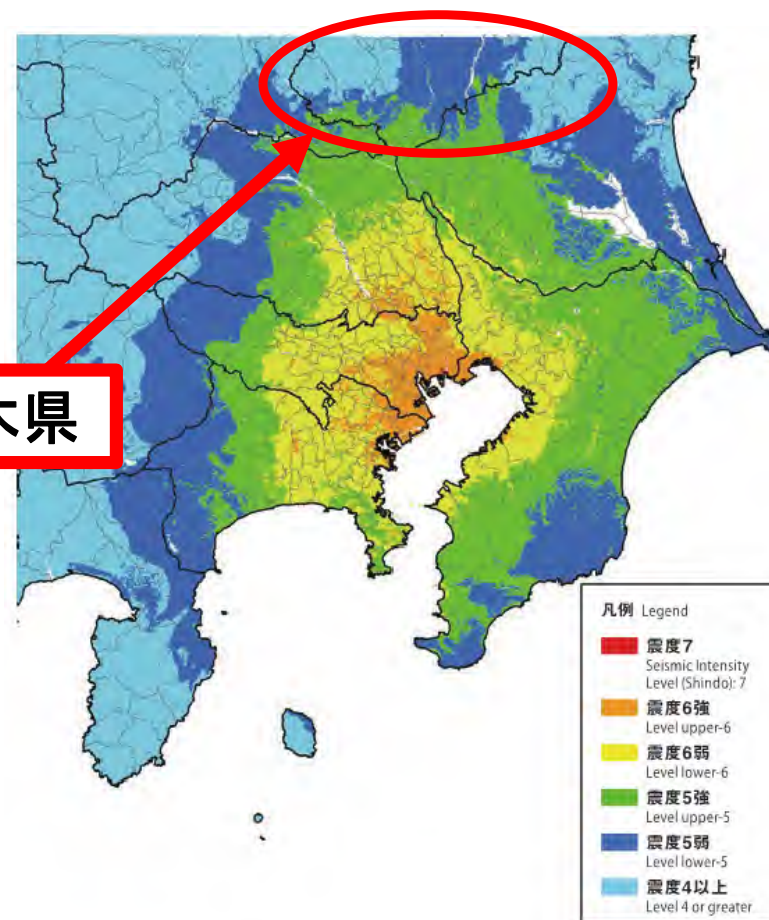 木県
凡例 Legend
震度7
Seismic Intensity
Level (Shindo): 7
震度6強
Level upper-6
震度6弱
Level lower-6
震度5強
Level upper-5
震度5弱
Level lower-5
震度4以上
Level 4 or greater